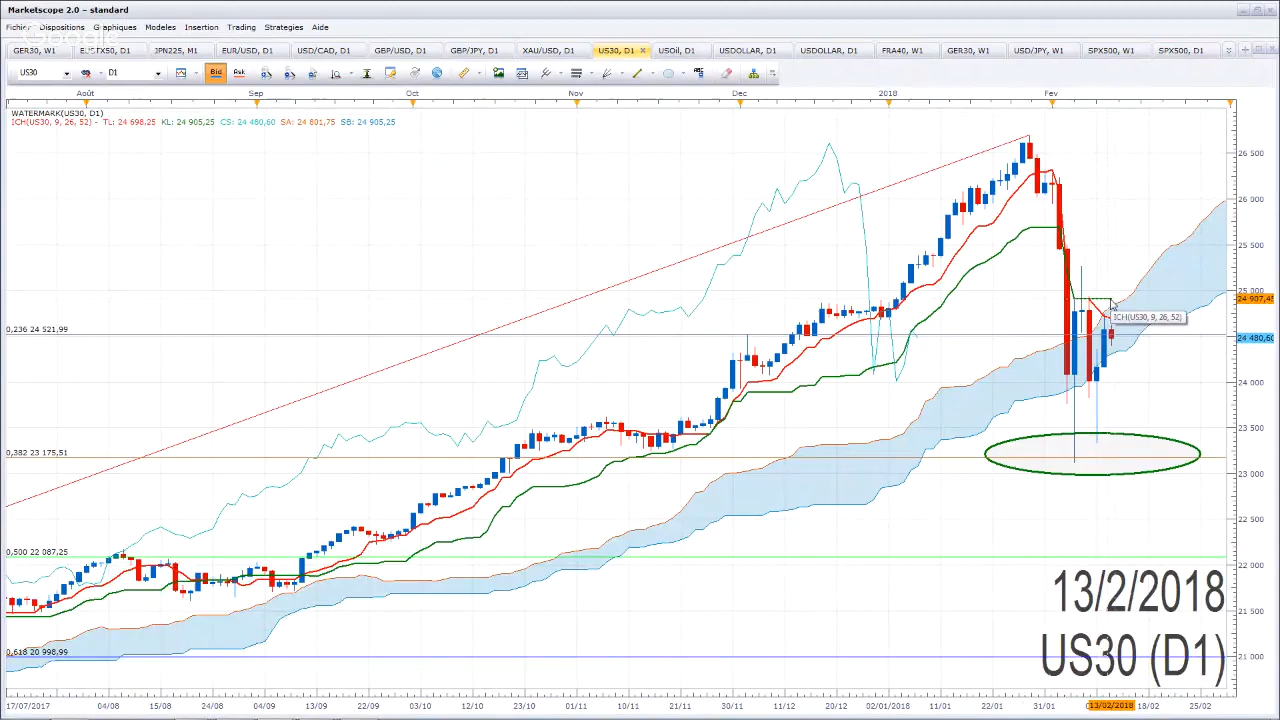 Marketscope 2.0 – standard
Fichier Dispositions Graphiques Modeles Insertion Trading Strategies Aide
GER30, W1 EUSTX50, D1 JPN225, M1 EUR/USD, D1 USD/CAD, D1 GBP/USD, D1 GBP/JPY, D1 XAU/USD, D1 US30, D1 USOil, D1 USDOLLAR, D1 USDOLLAR, D1 FRA40, W1 GER30, W1 USD/JPY, D1 SPX500, W1 SPX500, D1
US30 D1 Bid Ask ABC
Août Sep Oct Nov Dec 2018 Fev
WATERMARK(US30, D1)
ICH(US30, 9, 26, 52) - TL: 24 698,25 KL: 24 905,25 CS: 24 480,60 SA: 24 801,75 SB: 24 905,25
26 500
26 000
25 500
25 000
24 907,45
ICH(US30, 9, 26, 52)
0,236 24 521,99
24 480,60
24 000
23 500
0,382 23 175,51
23 000
22 500
0,500 22 087,25
22 000
13/2/2018
21 500
US30 (D1)
0,618 20 998,99
21 000
17/07/2017 04/08 15/08 24/08 04/09 13/09 22/09 03/10 12/10 23/10 01/11 10/11 21/11 30/11 12/12 21/12 02/01/2018 11/01 22/01 31/01 13/02/2018 18/02 25/02